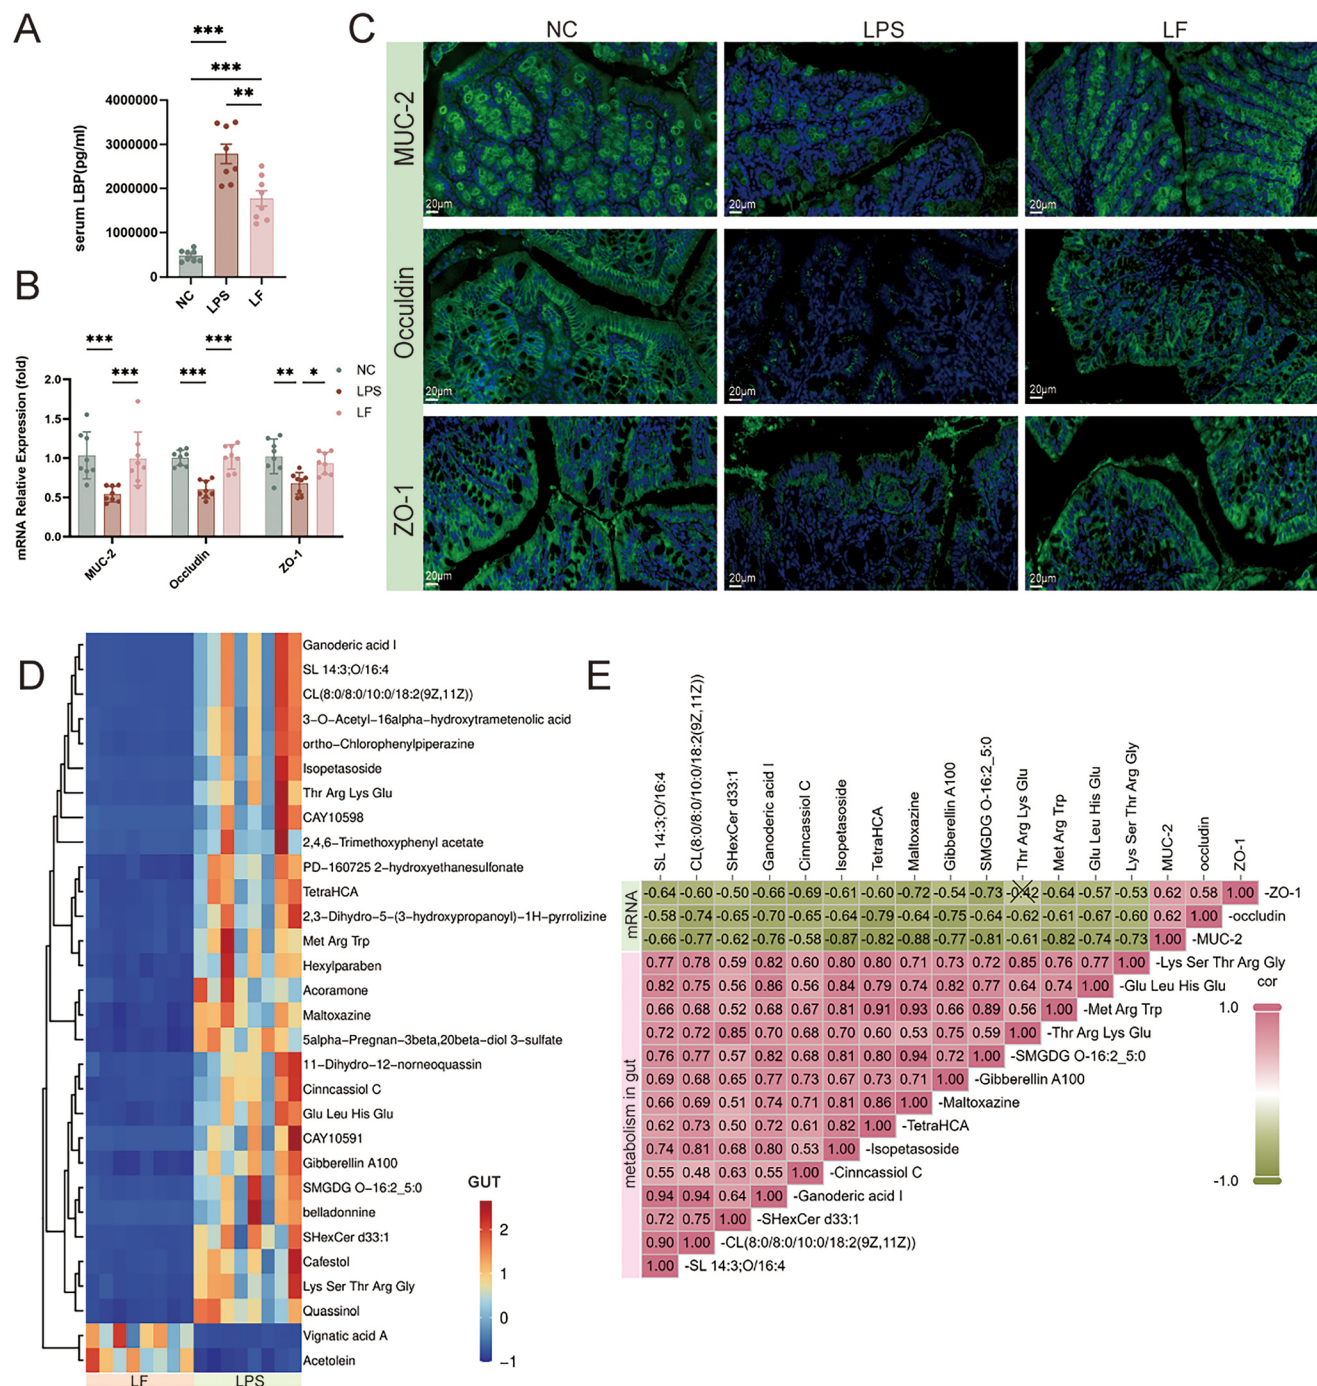 A
***
***
**
4000000
3000000
2000000
1000000
0
serum LBP(pg/ml)
NC
LPS
LF
B
***
***
***
***
**
*
NC
LPS
LF
2.0
1.5
1.0
0.5
0.0
mRNA Relative Expression (fold)
MUC-2
Occludin
ZO-1
C
NC
LPS
LF
MUC-2
20μm
20μm
20μm
Occuldin
20μm
20μm
20μm
ZO-1
20μm
20μm
20μm
D
Ganoderic acid I
SL 14:3;O/16:4
CL(8:0/8:0/10:0/18:2(9Z,11Z))
3−O−Acetyl−16alpha−hydroxytrametenolic acid
ortho−Chlorophenylpiperazine
Isopetasoside
Thr Arg Lys Glu
CAY10598
2,4,6−Trimethoxyphenyl acetate
PD−160725 2−hydroxyethanesulfonate
TetraHCA
2,3−Dihydro−5−(3−hydroxypropanoyl)−1H−pyrrolizine
Met Arg Trp
Hexylparaben
Acoramone
Maltoxazine
5alpha−Pregnan−3beta,20beta−diol 3−sulfate
11−Dihydro−12−norneoquassin
Cinncassiol C
Glu Leu His Glu
CAY10591
Gibberellin A100
SMGDG O−16:2_5:0
belladonnine
SHexCer d33:1
Cafestol
Lys Ser Thr Arg Gly
Quassinol
Vignatic acid A
Acetolein
LF
LPS
GUT
2
1
0
−1
E
SL 14:3;O/16:4
CL(8:0/8:0/10:0/18:2(9Z,11Z))
SHexCer d33:1
Ganoderic acid I
Cinncassiol C
Isopetasoside
TetraHCA
Maltoxazine
Gibberellin A100
SMGDG O-16:2_5:0
Thr Arg Lys Glu
Met Arg Trp
Glu Leu His Glu
Lys Ser Thr Arg Gly
MUC-2
occludin
ZO-1
mRNA
-0.64 -0.60 -0.50 -0.66 -0.69 -0.61 -0.60 -0.72 -0.54 -0.73 -0.42 -0.64 -0.57 -0.53 0.62 0.58 1.00 -ZO-1
-0.58 -0.74 -0.65 -0.70 -0.65 -0.64 -0.79 -0.64 -0.75 -0.64 -0.62 -0.61 -0.67 -0.60 0.62 1.00 -occludin
-0.66 -0.77 -0.62 -0.76 -0.58 -0.87 -0.82 -0.88 -0.77 -0.81 -0.61 -0.82 -0.74 -0.73 1.00 -MUC-2
metabolism in gut
0.77 0.78 0.59 0.82 0.60 0.80 0.80 0.71 0.73 0.72 0.85 0.76 0.77 1.00 -Lys Ser Thr Arg Gly
0.82 0.75 0.56 0.86 0.56 0.84 0.79 0.74 0.82 0.77 0.64 0.74 1.00 -Glu Leu His Glu
0.66 0.68 0.52 0.68 0.67 0.81 0.91 0.93 0.66 0.89 0.56 1.00 -Met Arg Trp
0.72 0.72 0.85 0.70 0.68 0.70 0.60 0.53 0.75 0.59 1.00 -Thr Arg Lys Glu
0.76 0.77 0.57 0.82 0.68 0.81 0.80 0.94 0.72 1.00 -SMGDG O-16:2_5:0
0.69 0.68 0.65 0.77 0.73 0.67 0.73 0.71 1.00 -Gibberellin A100
0.66 0.69 0.51 0.74 0.71 0.81 0.86 1.00 -Maltoxazine
0.62 0.73 0.50 0.72 0.61 0.82 1.00 -TetraHCA
0.74 0.81 0.68 0.80 0.53 1.00 -Isopetasoside
0.55 0.48 0.63 0.55 1.00 -Cinncassiol C
0.94 0.94 0.64 1.00 -Ganoderic acid I
0.72 0.75 1.00 -SHexCer d33:1
0.90 1.00 -CL(8:0/8:0/10:0/18:2(9Z,11Z))
1.00 -SL 14:3;O/16:4
cor
1.0
-1.0